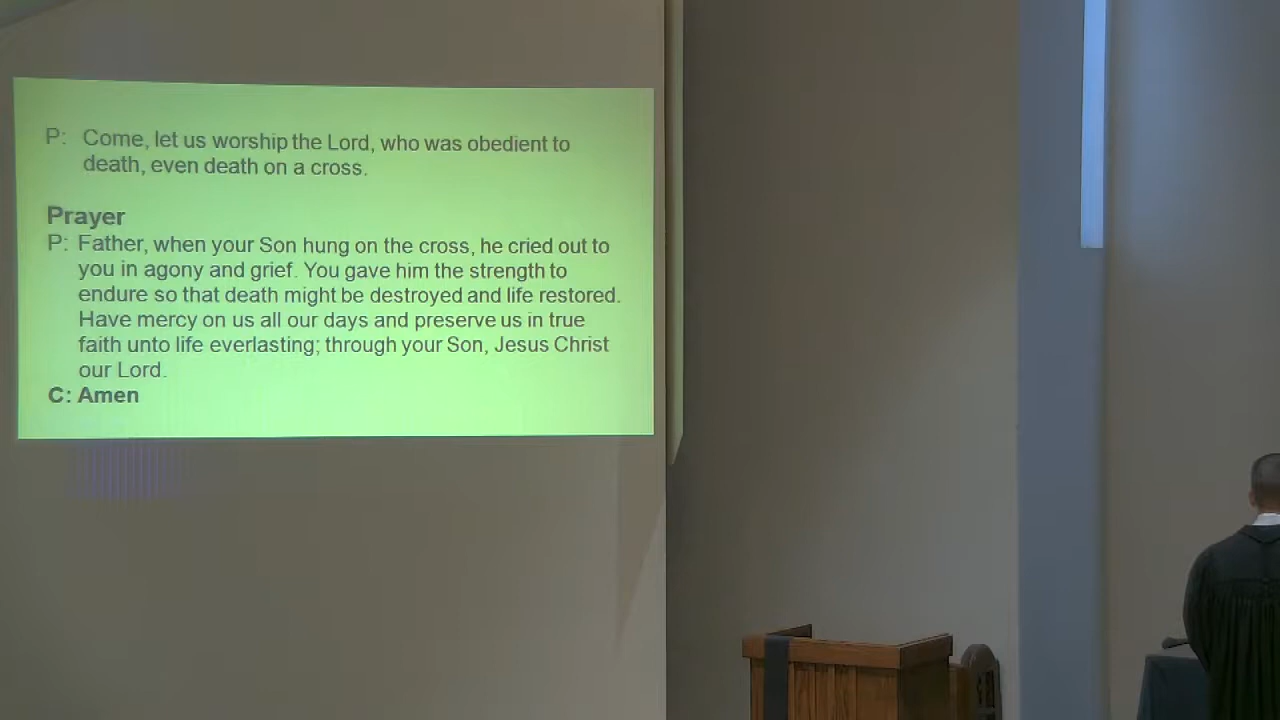 P: Come, let us worship the Lord, who was obedient to
death, even death on a cross.
Prayer
P: Father, when your Son hung on the cross, he cried out to
you in agony and grief. You gave him the strength to
endure so that death might be destroyed and life restored.
Have mercy on us all our days and preserve us in true
faith unto life everlasting; through your Son, Jesus Christ
our Lord.
C: Amen